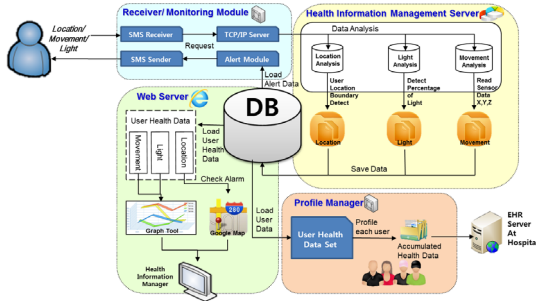 Location/
Movement/
Light
Receiver/ Monitoring Module
SMS Receiver
TCP/IP Server
Request
SMS Sender
Alert Module
Load
Alert Data
Health Information Management Server
Data Analysis
Location
Analysis
Light
Analysis
Movement
Analysis
User
Location
Boundary
Detect
Detect
Percentage
of
Light
Read
Sensor
Data
X,Y,Z
Location
Light
Movement
Save Data
DB
Web Server
User Health Data
Movement
Light
Location
Load
User
Health
Data
Check Alarm
280
Graph Tool
Google Map
Health
Information
Manager
Load
User
Data
Profile Manager
User Health
Data Set
Profile
each user
Accumulated
Health Data
EHR
Server
At
Hospita